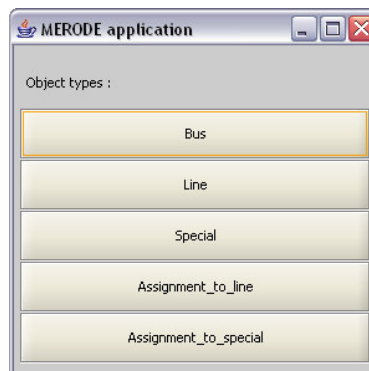 MERODE application
Object types :
Bus
Line
Special
Assignment_to_line
Assignment_to_special